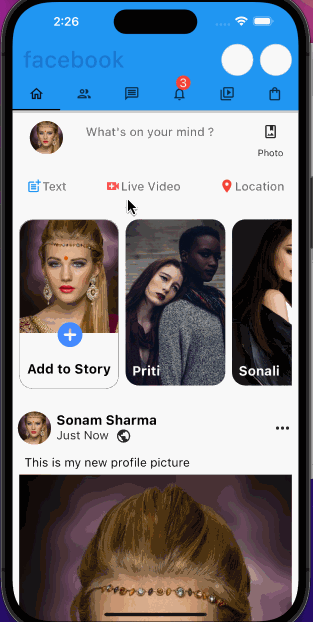 2:26
facebook
3
What's on your mind ?
Photo
Text Live Video Location
Add to Story Priti Sonali
Sonam Sharma
Just Now
This is my new profile picture